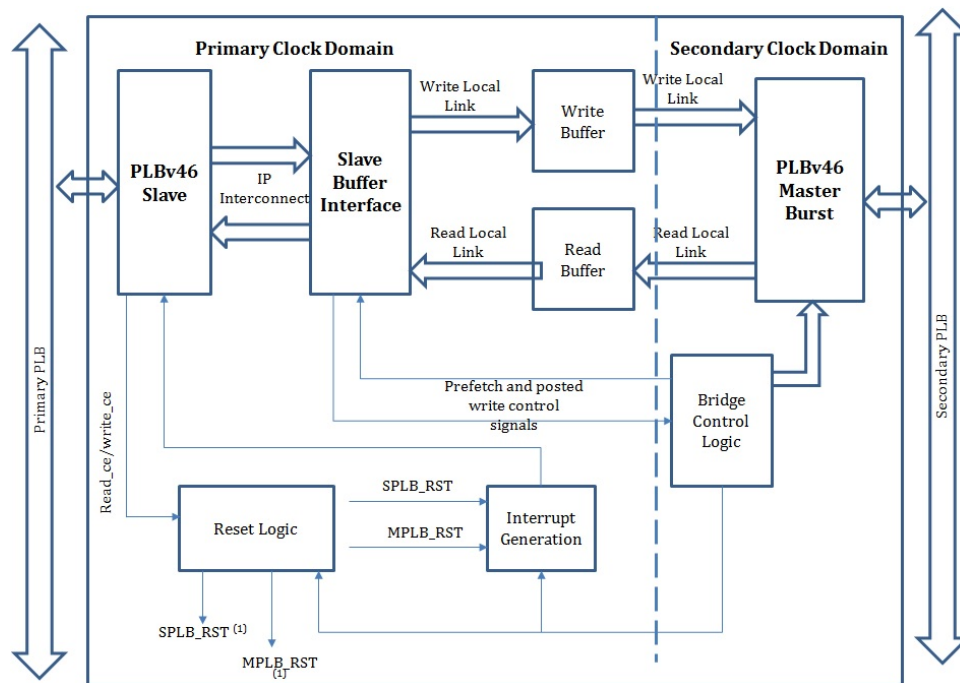 Primary Clock Domain
Secondary Clock Domain
Write Local
Link
Write Local
Link
Write
Buffer
PLBv46
Slave
IP
Interconnect
Slave
Buffer
Interface
PLBv46
Master
Burst
Read Local
Link
Read
Buffer
Read Local
Link
Primary PLB
Secondary PLB
Read_ce/write_ce
Prefetch and posted
write control
signals
Bridge
Control
Logic
Reset Logic
SPLB_RST
MPLB_RST
Interrupt
Generation
SPLB_RST (1)
MPLB_RST
(1)